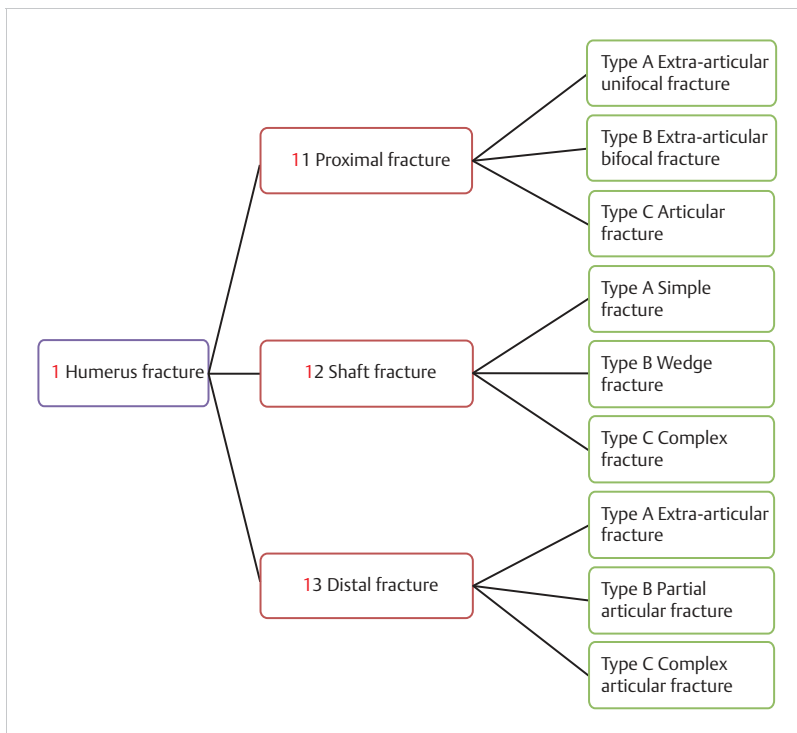 1 Humerus fracture
11 Proximal fracture
Type A Extra-articular
unifocal fracture
Type B Extra-articular
bifocal fracture
Type C Articular
fracture
12 Shaft fracture
Type A Simple
fracture
Type B Wedge
fracture
Type C Complex
fracture
13 Distal fracture
Type A Extra-articular
fracture
Type B Partial
articular fracture
Type C Complex
articular fracture